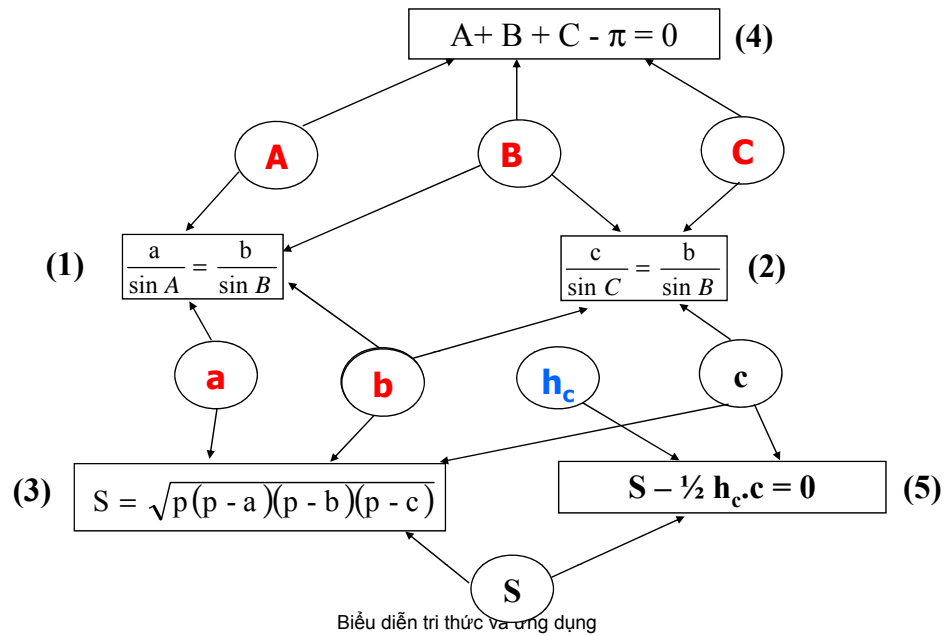 A+ B + C - π = 0 (4)
A B C
(1) a/sin A = b/sin B c/sin C = b/sin B (2)
a b h_c c
(3) S = √p(p - a)(p - b)(p - c) S – ½ h_c.c = 0 (5)
S
Biểu diễn tri thức và ứng dụng